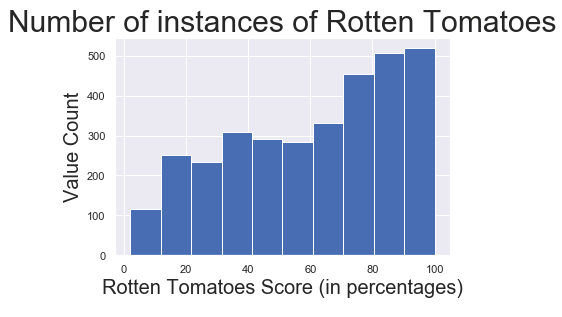 Number of instances of Rotten Tomatoes
500
400
300
200
100
0
Value Count
0 20 40 60 80 100
Rotten Tomatoes Score (in percentages)